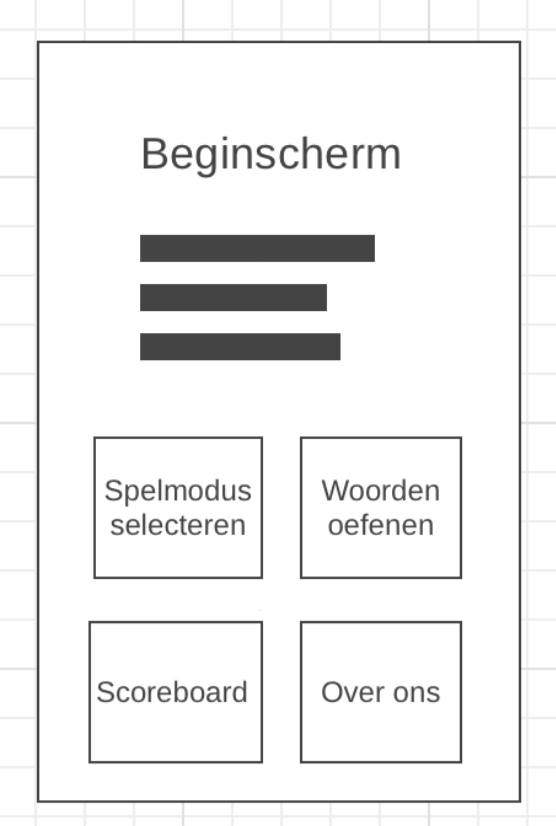 Beginscherm
Spelmodus
selecteren
Woorden
oefenen
Scoreboard
Over ons